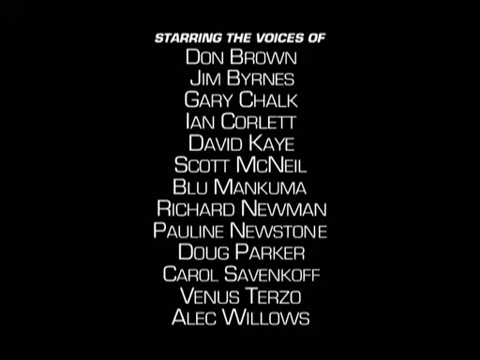 STARRING THE VOICES OF
DON BROWN
JIM BYRNES
GARY CHALK
IAN CORLETT
DAVID KAYE
SCOTT MCNEIL
BLU MANKUMA
RICHARD NEWMAN
PAULINE NEWSTONE
DOUG PARKER
CAROL SAVENKOFF
VENUS TERZO
ALEC WILLOWS